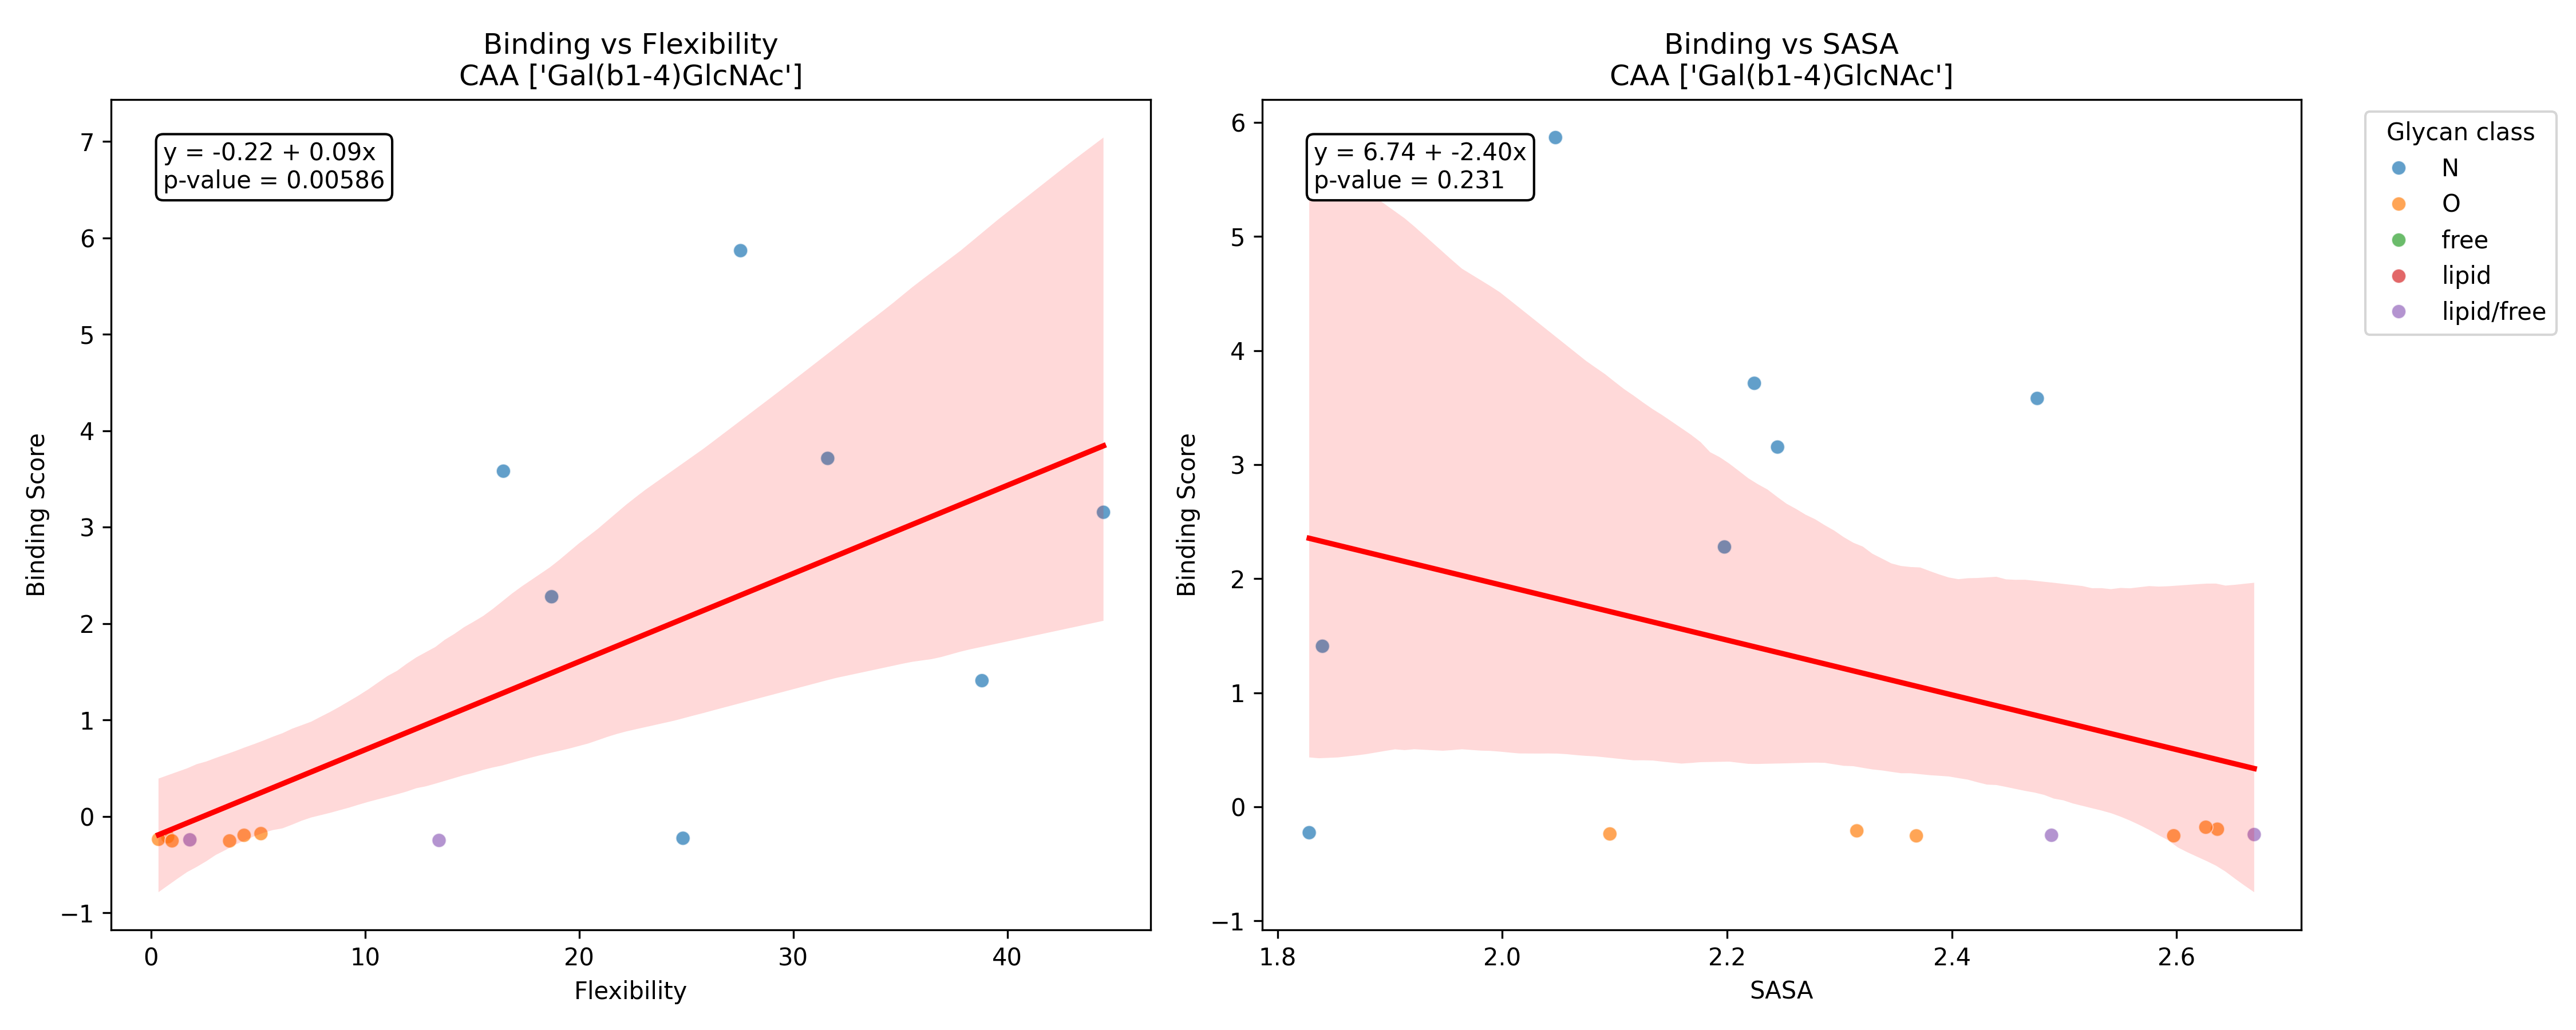 Binding vs Flexibility
CAA ['Gal(b1-4)GlcNAc']
y = -0.22 + 0.09x
p-value = 0.00586
7
6
5
4
3
2
1
0
−1
Binding Score
0 10 20 30 40
Flexibility
Binding vs SASA
CAA ['Gal(b1-4)GlcNAc']
y = 6.74 + -2.40x
p-value = 0.231
6
5
4
3
2
1
0
−1
Binding Score
1.8 2.0 2.2 2.4 2.6
SASA
Glycan class
N
O
free
lipid
lipid/free